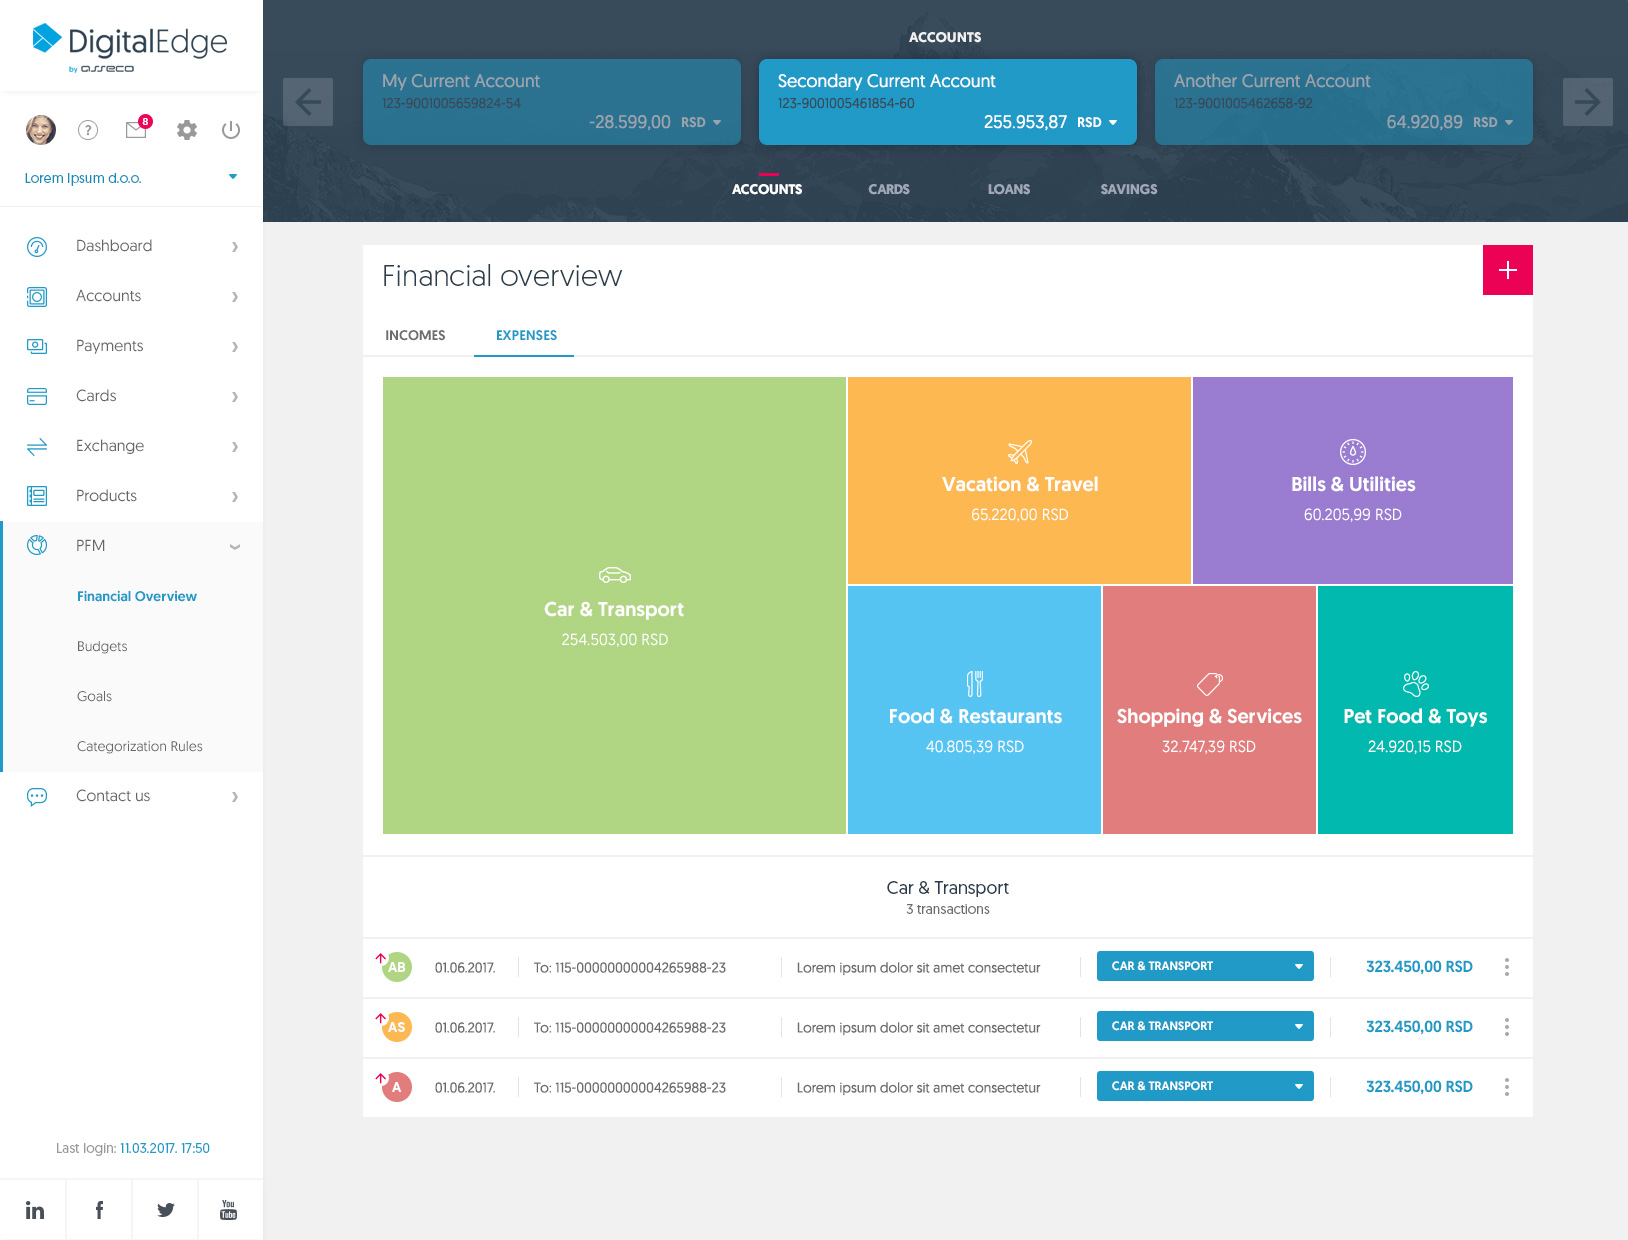 DigitalEdge
by asseco
?
8
Lorem Ipsum d.o.o.
Dashboard
Accounts
Payments
Cards
Exchange
Products
PFM
Financial Overview
Budgets
Goals
Categorization Rules
Contact us
Last login: 11.03.2017. 17:50
in
f
You
Tube
ACCOUNTS
My Current Account
123-9001005659824-54
-28.599,00 RSD
Secondary Current Account
123-9001005461854-60
255.953,87 RSD
Another Current Account
123-9001005462658-92
64.920,89 RSD
ACCOUNTS CARDS LOANS SAVINGS
Financial overview
INCOMES EXPENSES
Car & Transport
254.503,00 RSD
Vacation & Travel
65.220,00 RSD
Bills & Utilities
60.205,99 RSD
Food & Restaurants
40.805,39 RSD
Shopping & Services
32.747,39 RSD
Pet Food & Toys
24.920,15 RSD
Car & Transport
3 transactions
AB 01.06.2017. To: 115-00000000004265988-23 Lorem ipsum dolor sit amet consectetur CAR & TRANSPORT 323.450,00 RSD
AS 01.06.2017. To: 115-00000000004265988-23 Lorem ipsum dolor sit amet consectetur CAR & TRANSPORT 323.450,00 RSD
A 01.06.2017. To: 115-00000000004265988-23 Lorem ipsum dolor sit amet consectetur CAR & TRANSPORT 323.450,00 RSD